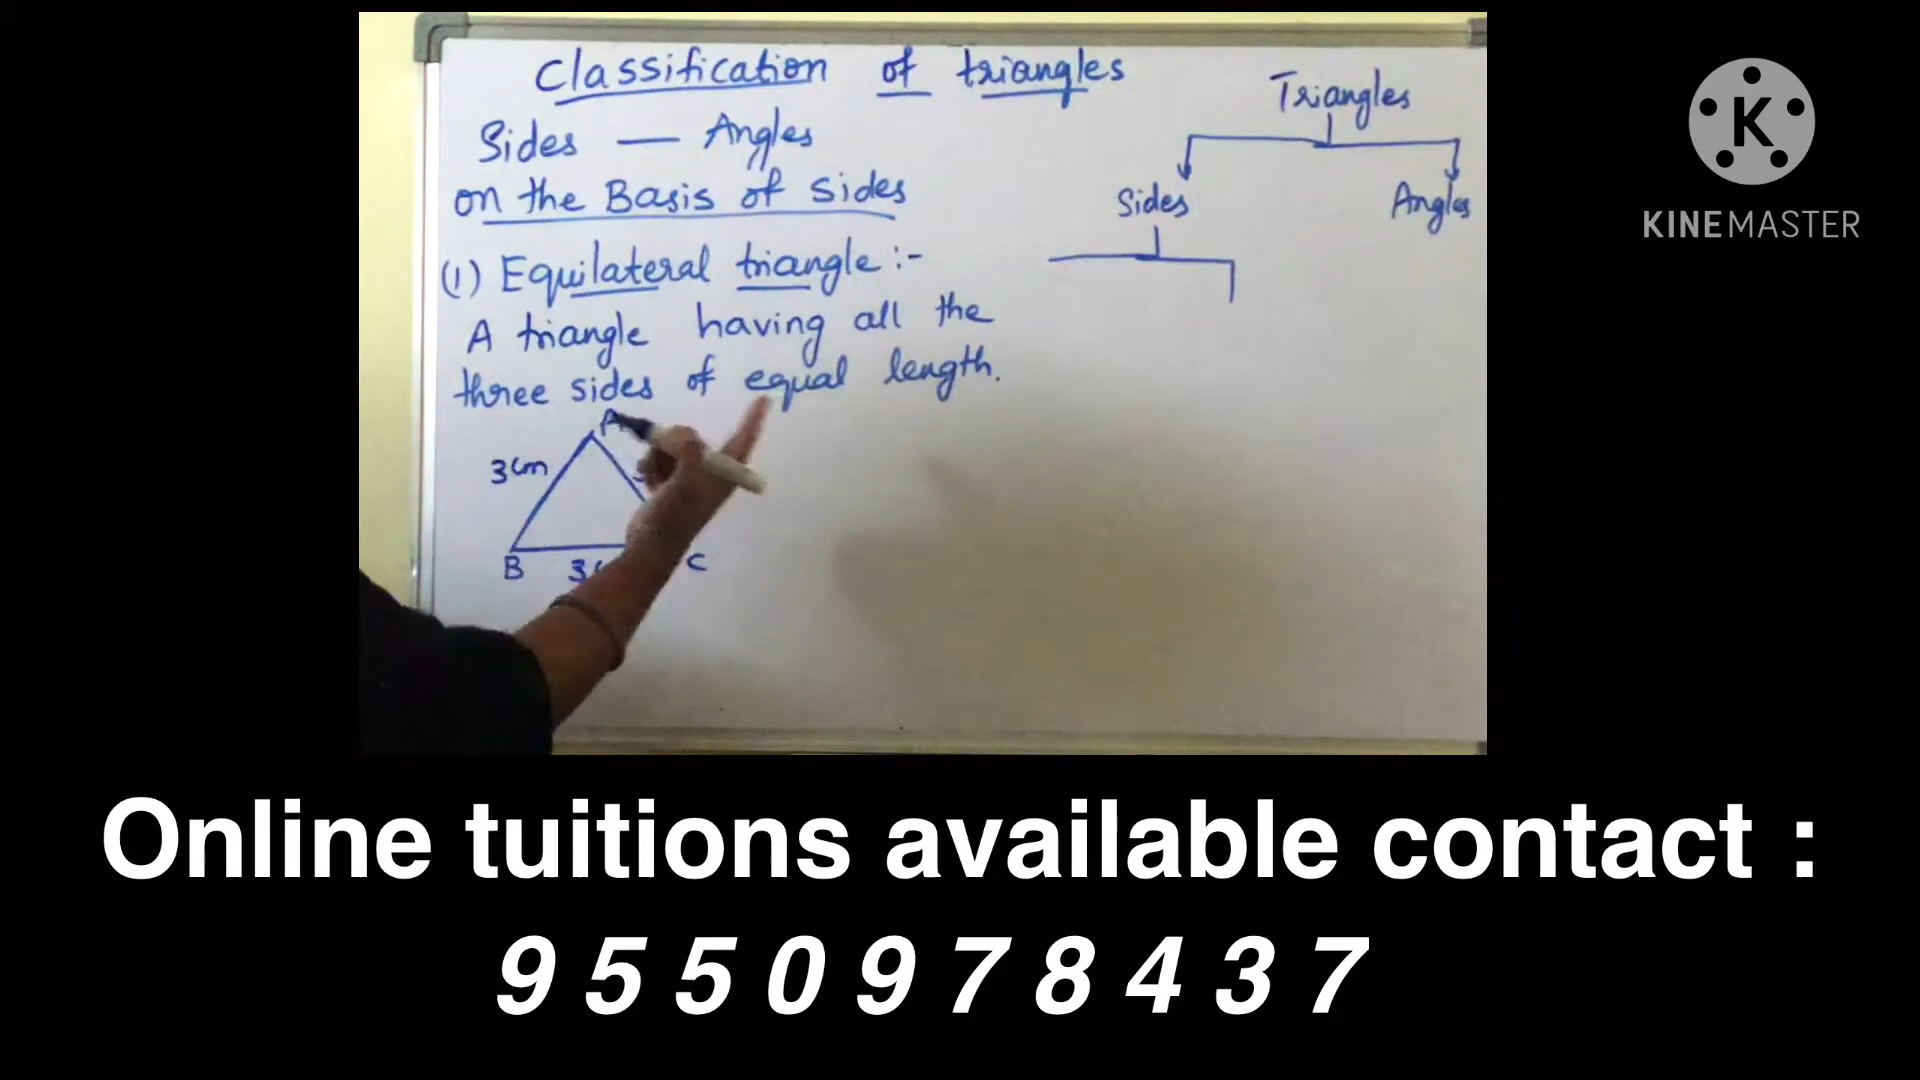 Classification of triangles
Sides — Angles
on the Basis of sides
(1) Equilateral triangle :-
A triangle having all the
three sides of equal length.
A
3cm
B
C
Triangles
Sides
Angles
KINEMASTER
Online tuitions available contact :
9 5 5 0 9 7 8 4 3 7